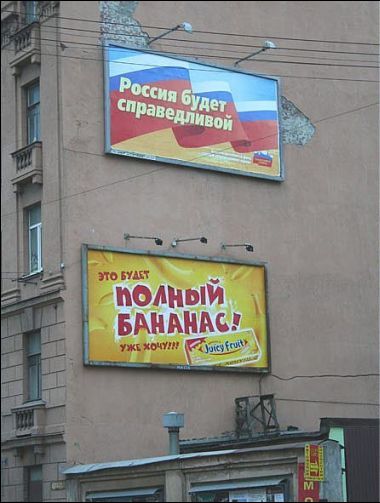 Россия будет
справедливой
ЭТО БУДЕТ
ПОЛНЫЙ
БАНАНАС!
УЖЕ ХОЧУ!!!
Juicy Fruit